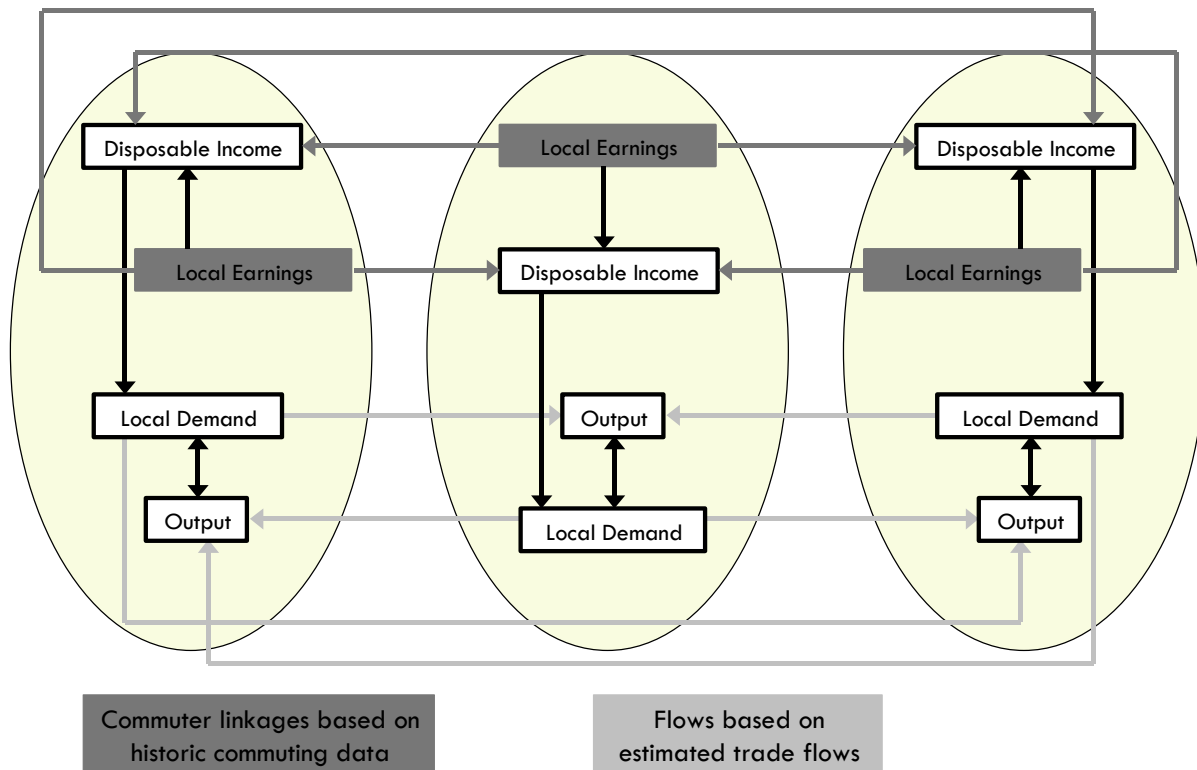 Disposable Income
Local Earnings
Disposable Income
Local Earnings
Disposable Income
Local Earnings
Local Demand
Output
Local Demand
Output
Local Demand
Output
Commuter linkages based on
historic commuting data
Flows based on
estimated trade flows